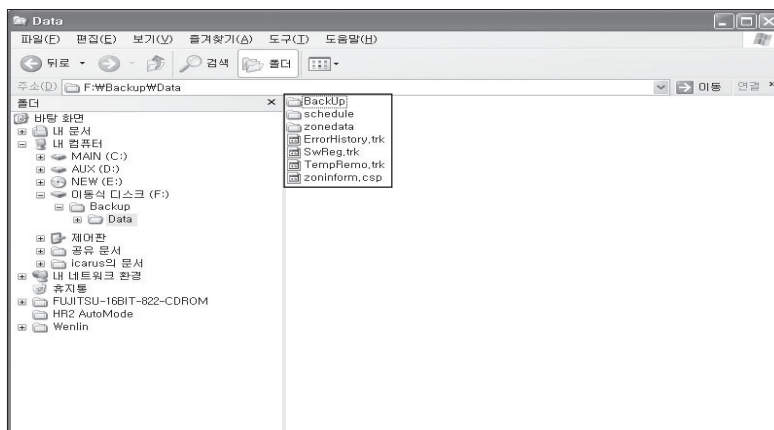 Data
파일(F) 편집(E) 보기(V) 즐겨찾기(A) 도구(T) 도움말(H)
뒤로 검색 폴더
주소(D) F:₩Backup₩Data 이동 연결 »
폴더
바탕 화면
내 문서
내 컴퓨터
MAIN (C:)
AUX (D:)
NEW (E:)
이동식 디스크 (F:)
Backup
Data
제어판
공유 문서
icarus의 문서
내 네트워크 환경
휴지통
FUJITSU-16BIT-822-CDROM
HR2 AutoMode
Wenlin
BackUp
schedule
zonedata
ErrorHistory,trk
SwReg,trk
TempRemo,trk
zoninform,csp